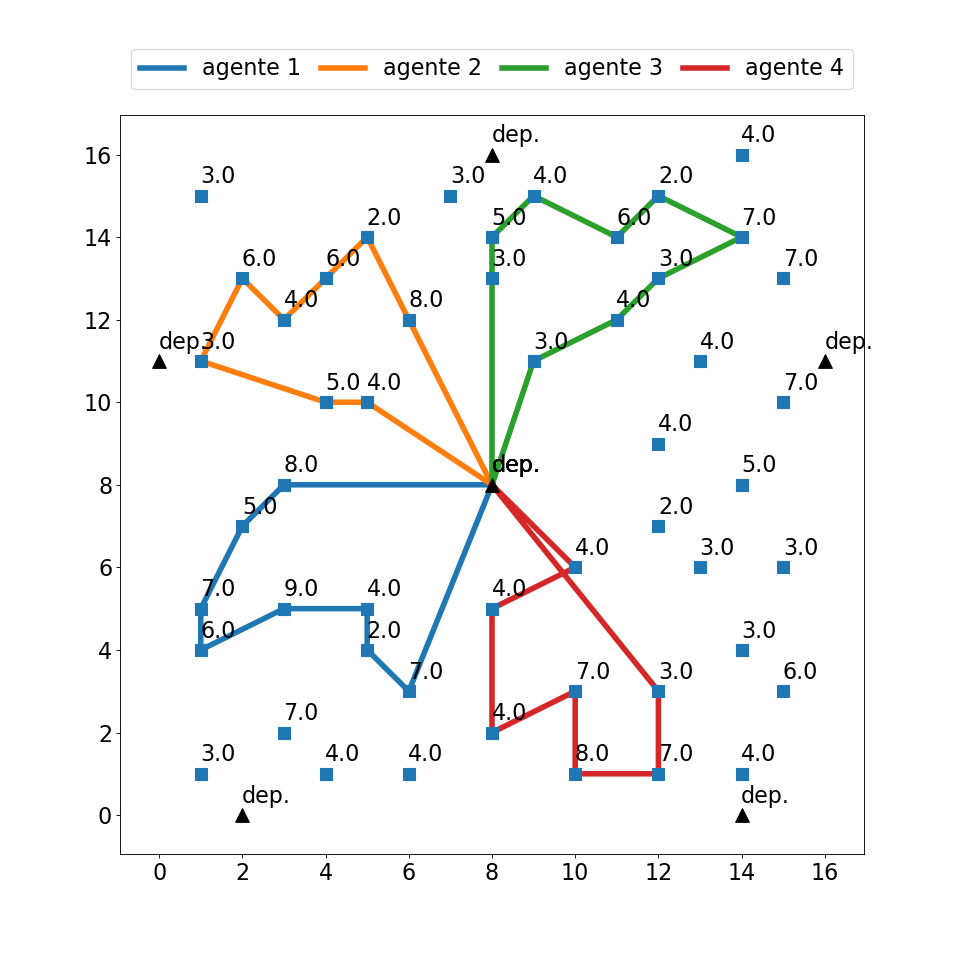 agente 1 agente 2 agente 3 agente 4
dep. 4.0
16
3.0 3.0 4.0 2.0
2.0 5.0 6.0 7.0
14
6.0 6.0 3.0 3.0 7.0
4.0 8.0 4.0
12
dep. 3.0 3.0 4.0 dep.
5.0 4.0 7.0
10
4.0
8.0 dep. 5.0
8
5.0 2.0
4.0 3.0 3.0
6
7.0 9.0 4.0 4.0
6.0 2.0 3.0
4
7.0 7.0 3.0 6.0
7.0 4.0
2
3.0 4.0 4.0 8.0 7.0 4.0
dep. dep.
0
0 2 4 6 8 10 12 14 16